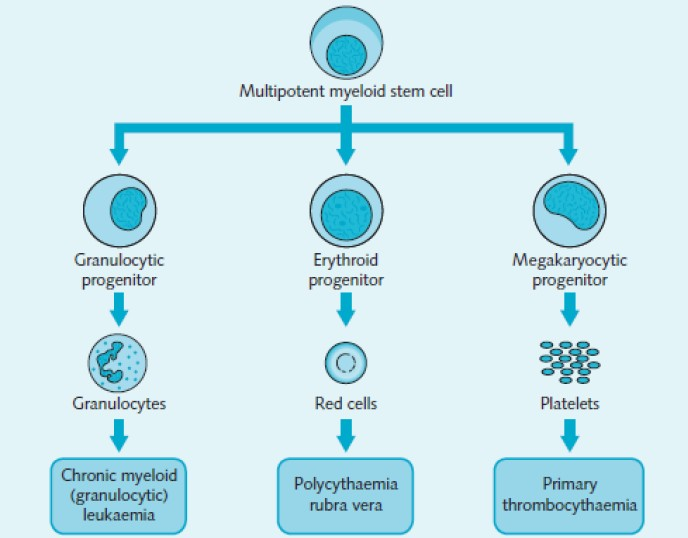 Multipotent myeloid stem cell
Granulocytic
progenitor
Erythroid
progenitor
Megakaryocytic
progenitor
Granulocytes
Red cells
Platelets
Chronic myeloid
(granulocytic)
leukaemia
Polycythaemia
rubra vera
Primary
thrombocythaemia